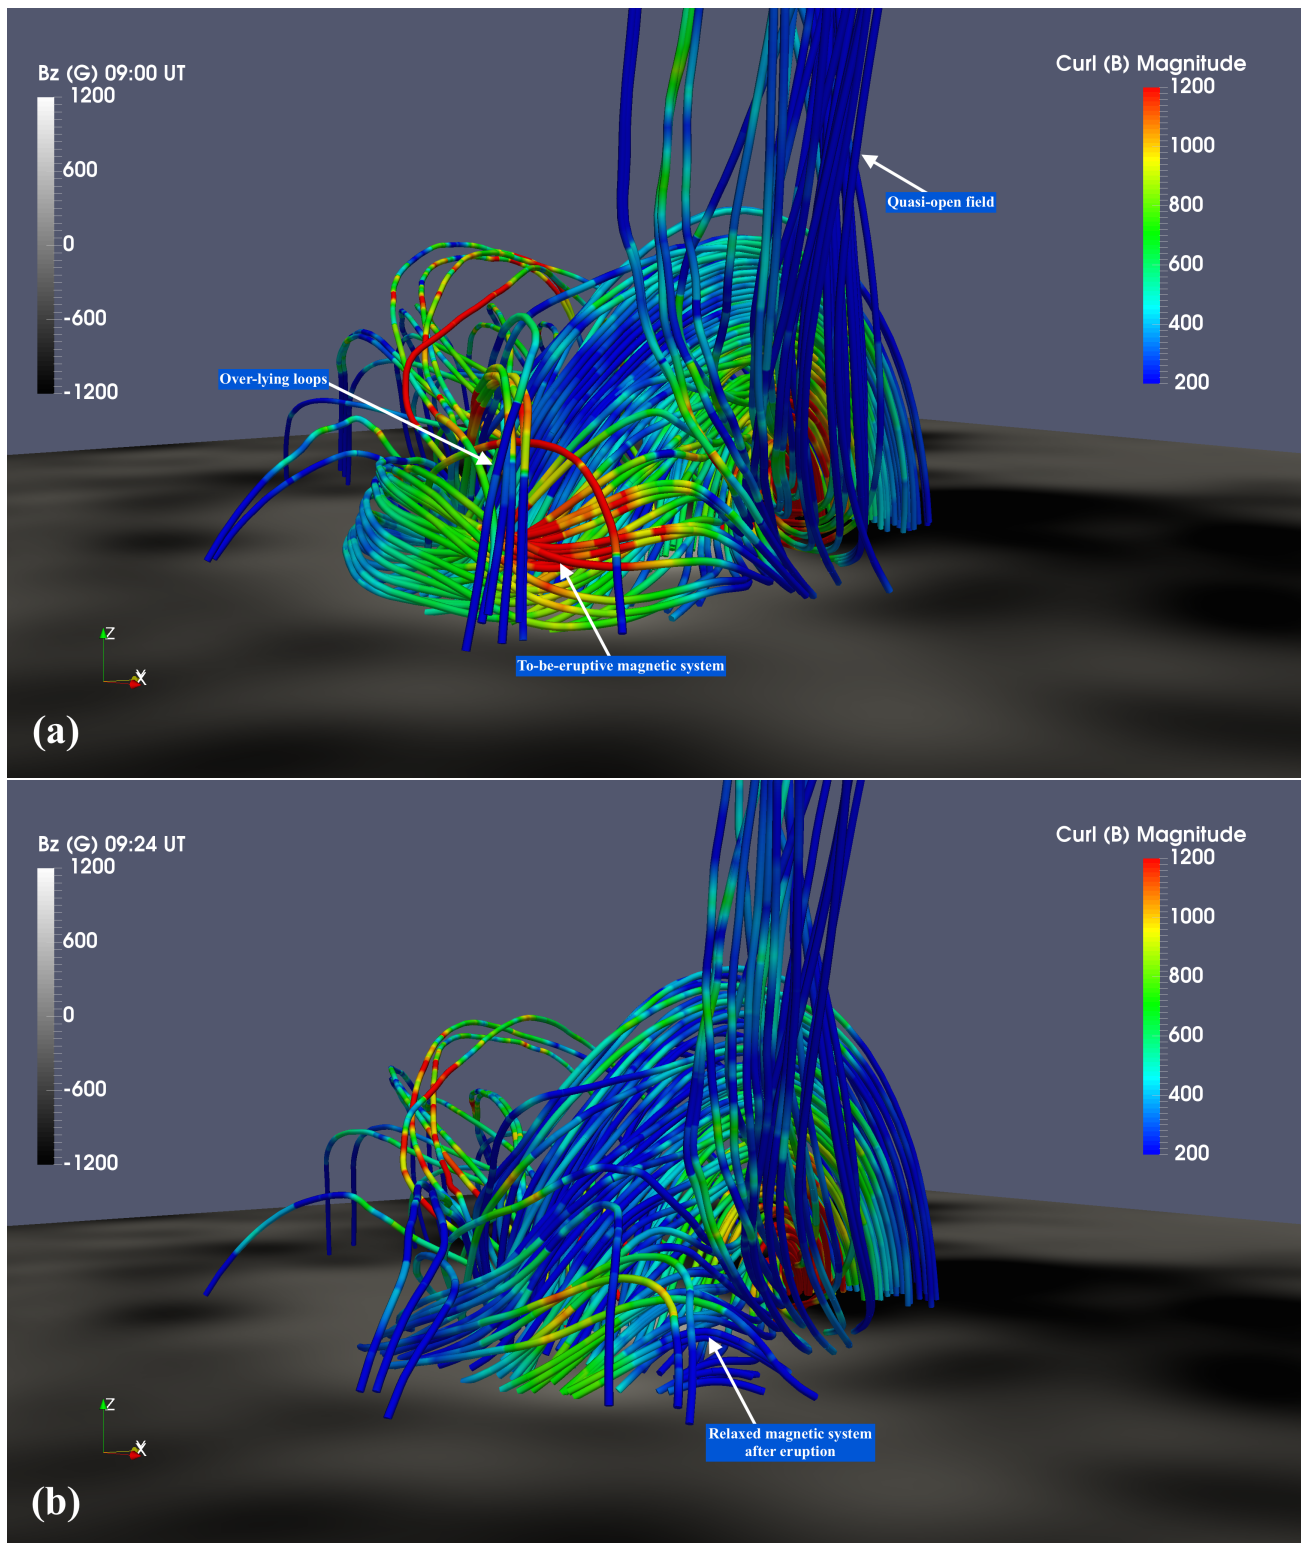 Bz (G) 09:00 UT
1200
600
0
-600
-1200
Curl (B) Magnitude
1200
1000
800
600
400
200
Quasi-open field
Over-lying loops
To-be-eruptive magnetic system
Z
Y
X
(a)
Bz (G) 09:24 UT
1200
600
0
-600
-1200
Curl (B) Magnitude
1200
1000
800
600
400
200
Relaxed magnetic system
after eruption
Z
Y
X
(b)